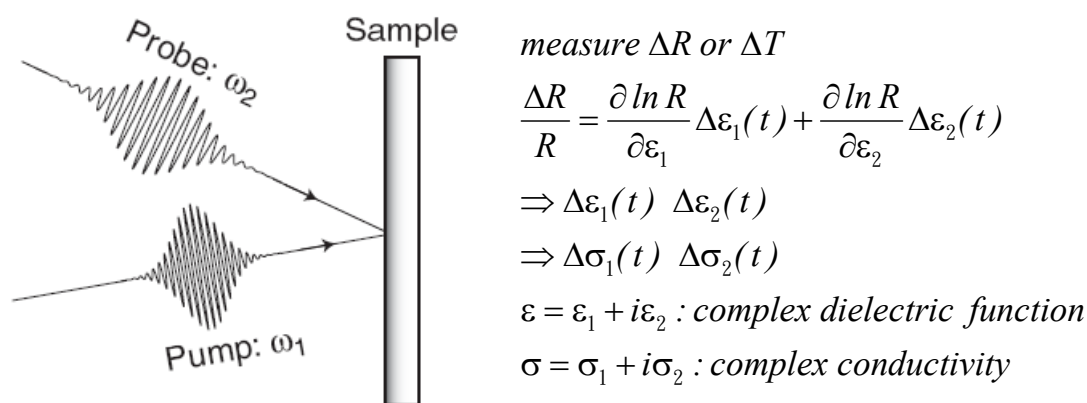 Probe: ω₂
Sample
Pump: ω₁
measure ΔR or ΔT
ΔR/R = ∂ ln R/∂ε₁ Δε₁(t) + ∂ ln R/∂ε₂ Δε₂(t)
⇒ Δε₁(t) Δε₂(t)
⇒ Δσ₁(t) Δσ₂(t)
ε = ε₁ + iε₂ : complex dielectric function
σ = σ₁ + iσ₂ : complex conductivity